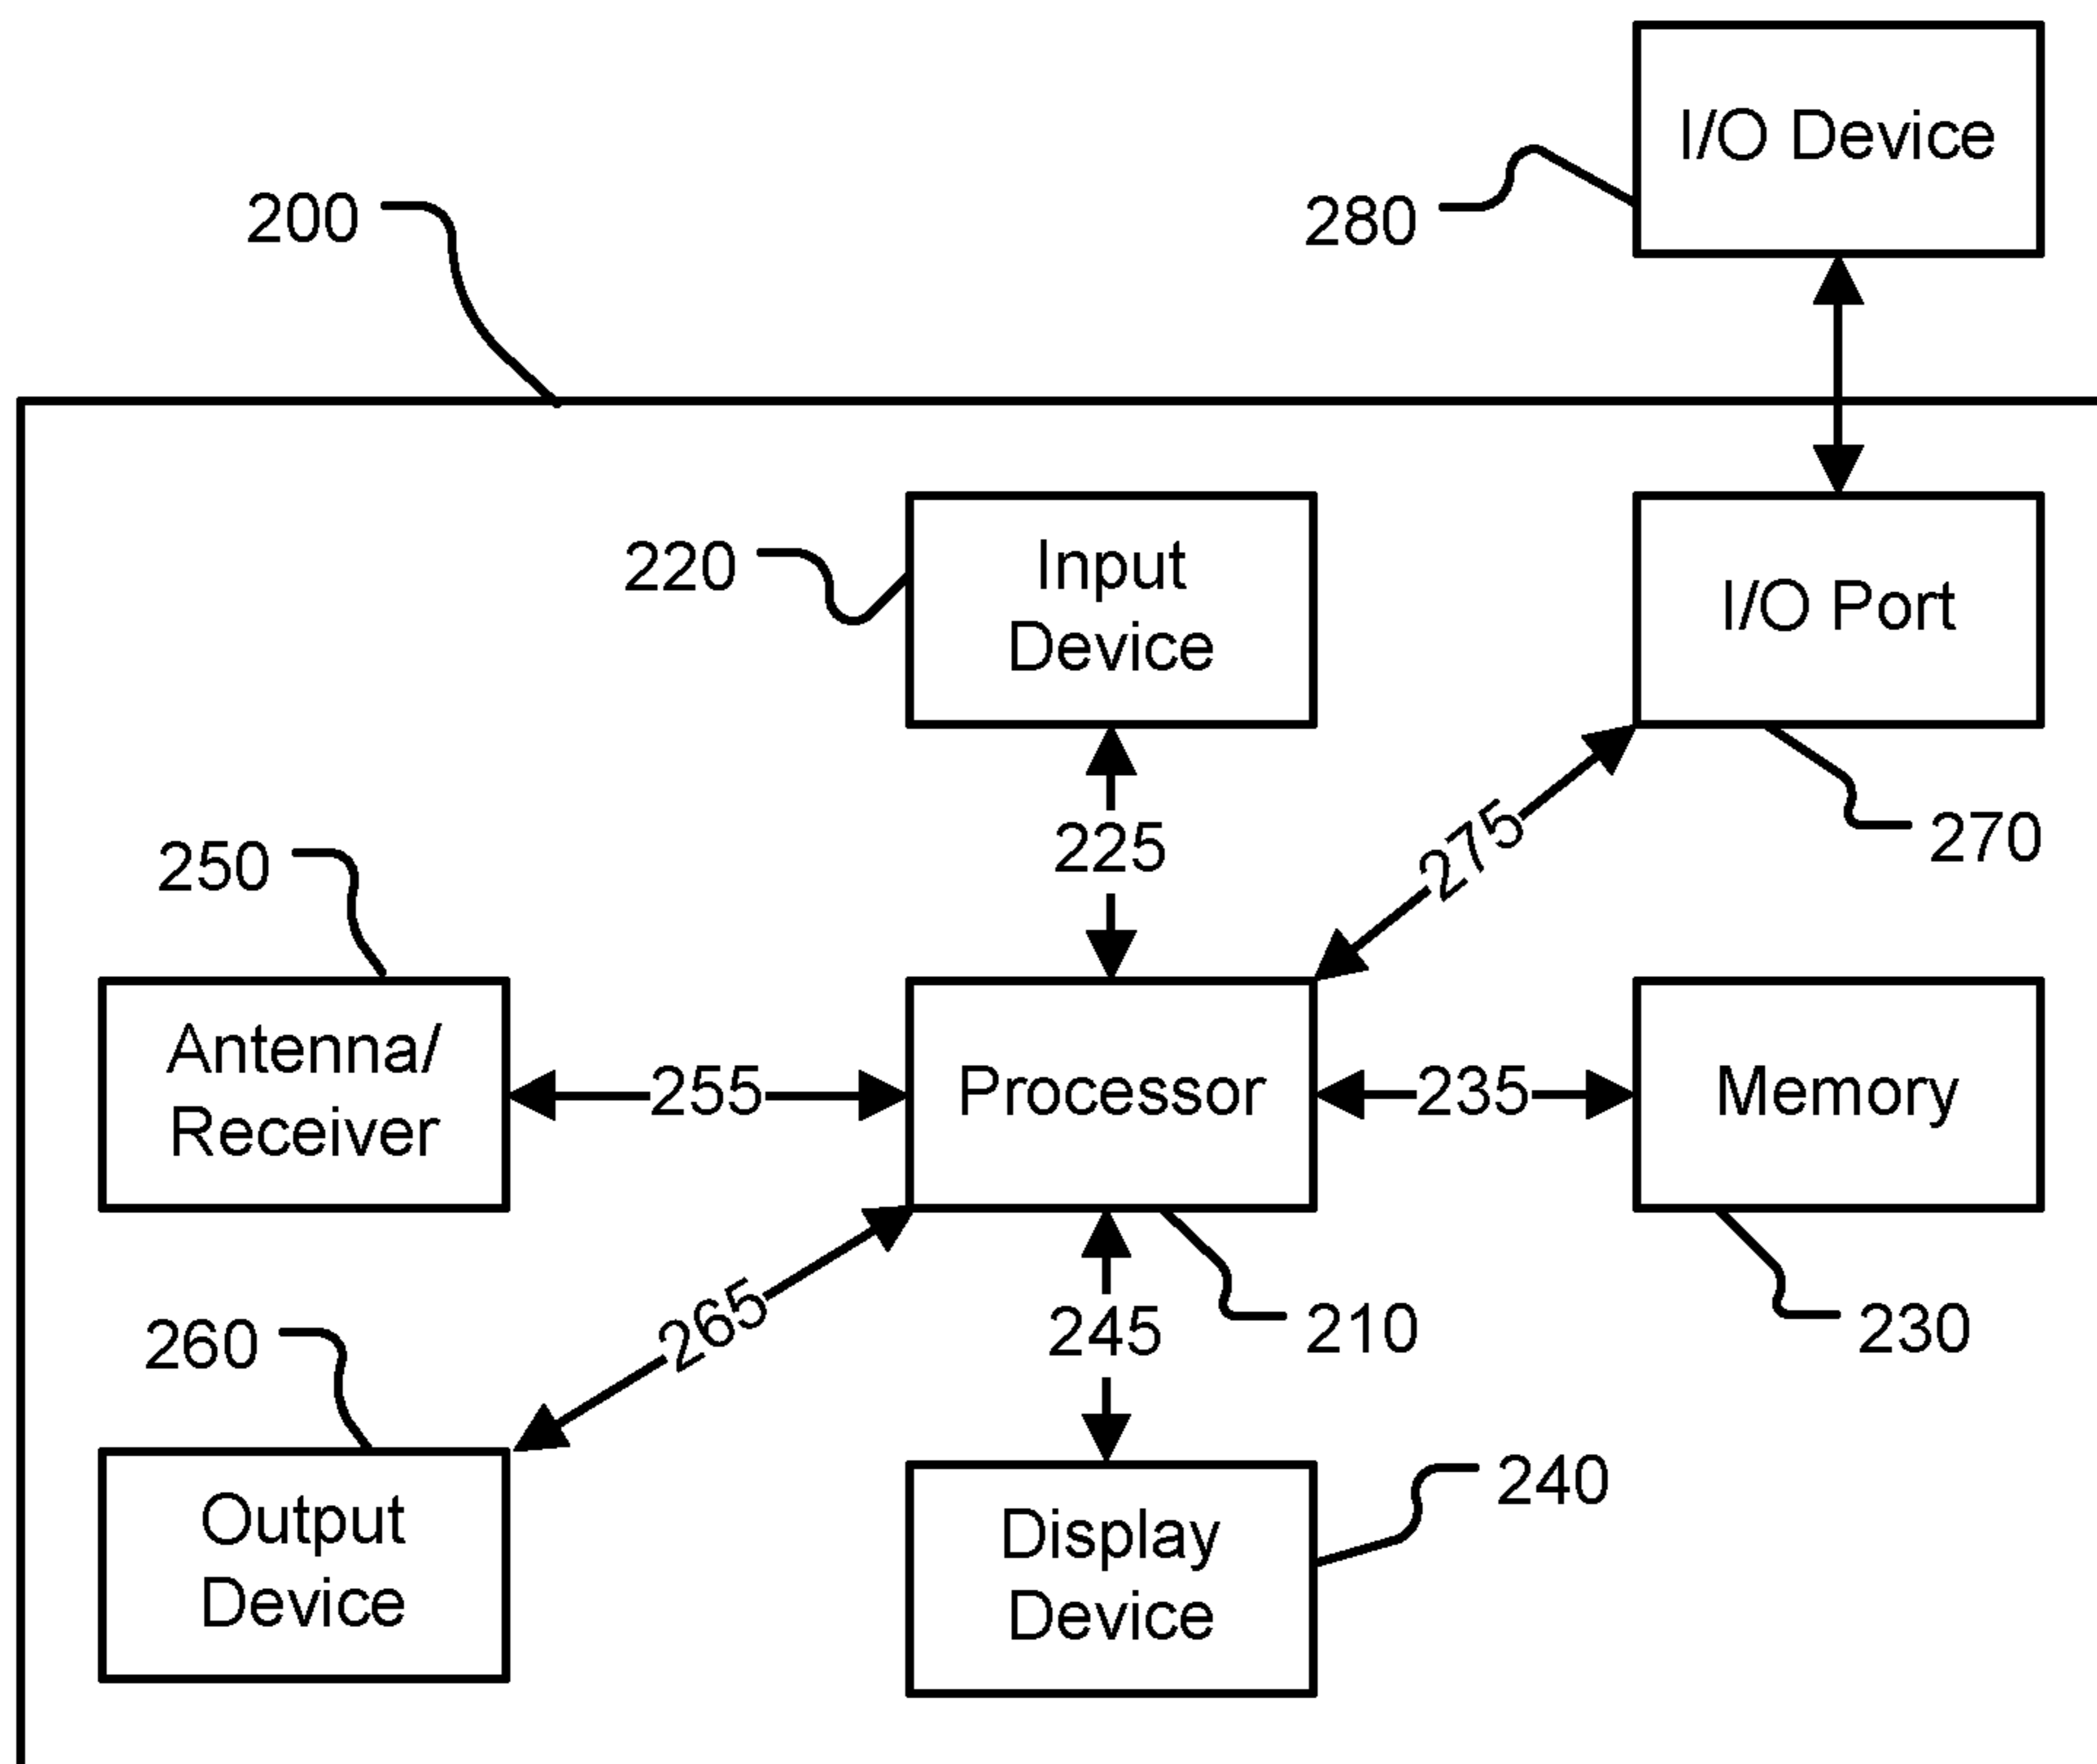 I/O Device
200
280
Input
Device
220
I/O Port
225
275
270
250
Antenna/
Receiver
255
Processor
235
Memory
265
260
245
210
230
Output
Device
Display
Device
240